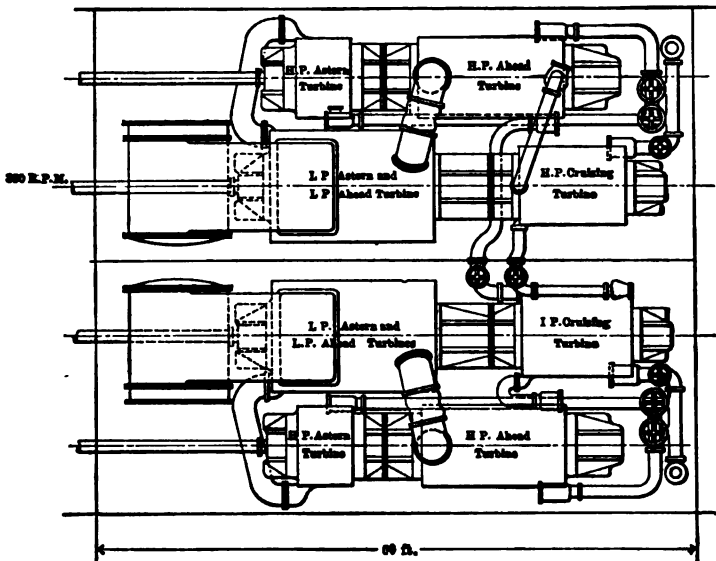 H.P. Astern
Turbine
H.P. Ahead
Turbine
R.P.M.
L P. Astern and
L P. Ahead Turbine
H.P. Cruising
Turbine
L P. Astern and
L.P. Ahead Turbines
I P. Cruising
Turbine
H P. Astern
Turbine
H P. Ahead
Turbine
ft.